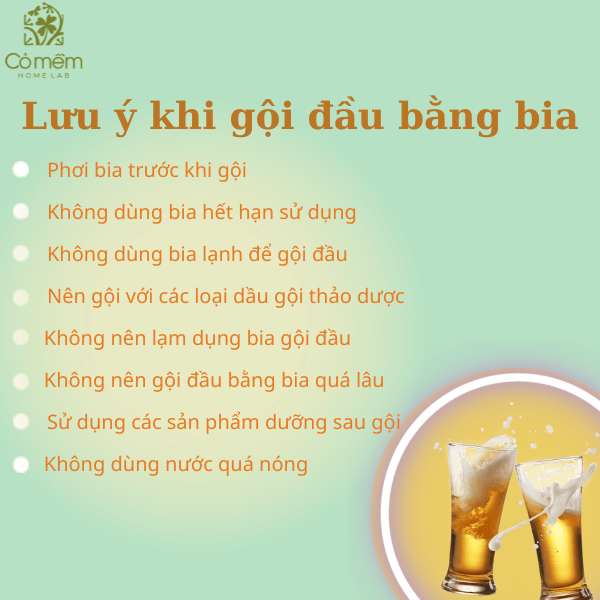 Cỏ mềm
HOME LAB
Lưu ý khi gội đầu bằng bia
Phơi bia trước khi gội
Không dùng bia hết hạn sử dụng
Không dùng bia lạnh để gội đầu
Nên gội với các loại dầu gội thảo dược
Không nên lạm dụng bia gội đầu
Không nên gội đầu bằng bia quá lâu
Sử dụng các sản phẩm dưỡng sau gội
Không dùng nước quá nóng